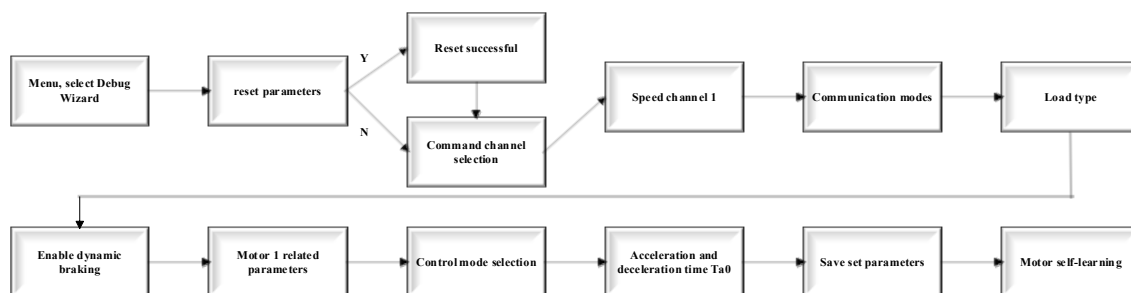 Menu, select Debug
Wizard
reset parameters
Y
N
Reset successful
Command channel
selection
Speed channel 1
Communication modes
Load type
Enable dynamic
braking
Motor 1 related
parameters
Control mode selection
Acceleration and
deceleration time Ta0
Save set parameters
Motor self-learning